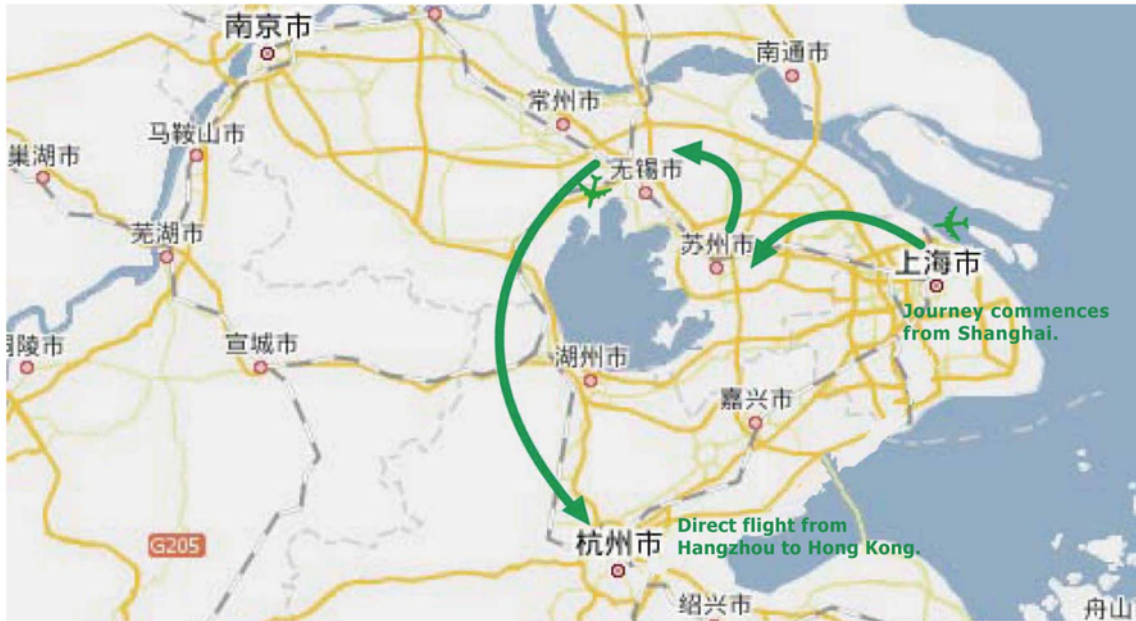 南京市
南通市
常州市
马鞍山市
巢湖市
无锡市
芜湖市
苏州市
上海市
Journey commences
from Shanghai.
宣城市
湖州市
嘉兴市
G205
Direct flight from
Hangzhou to Hong Kong.
杭州市
绍兴市
舟山